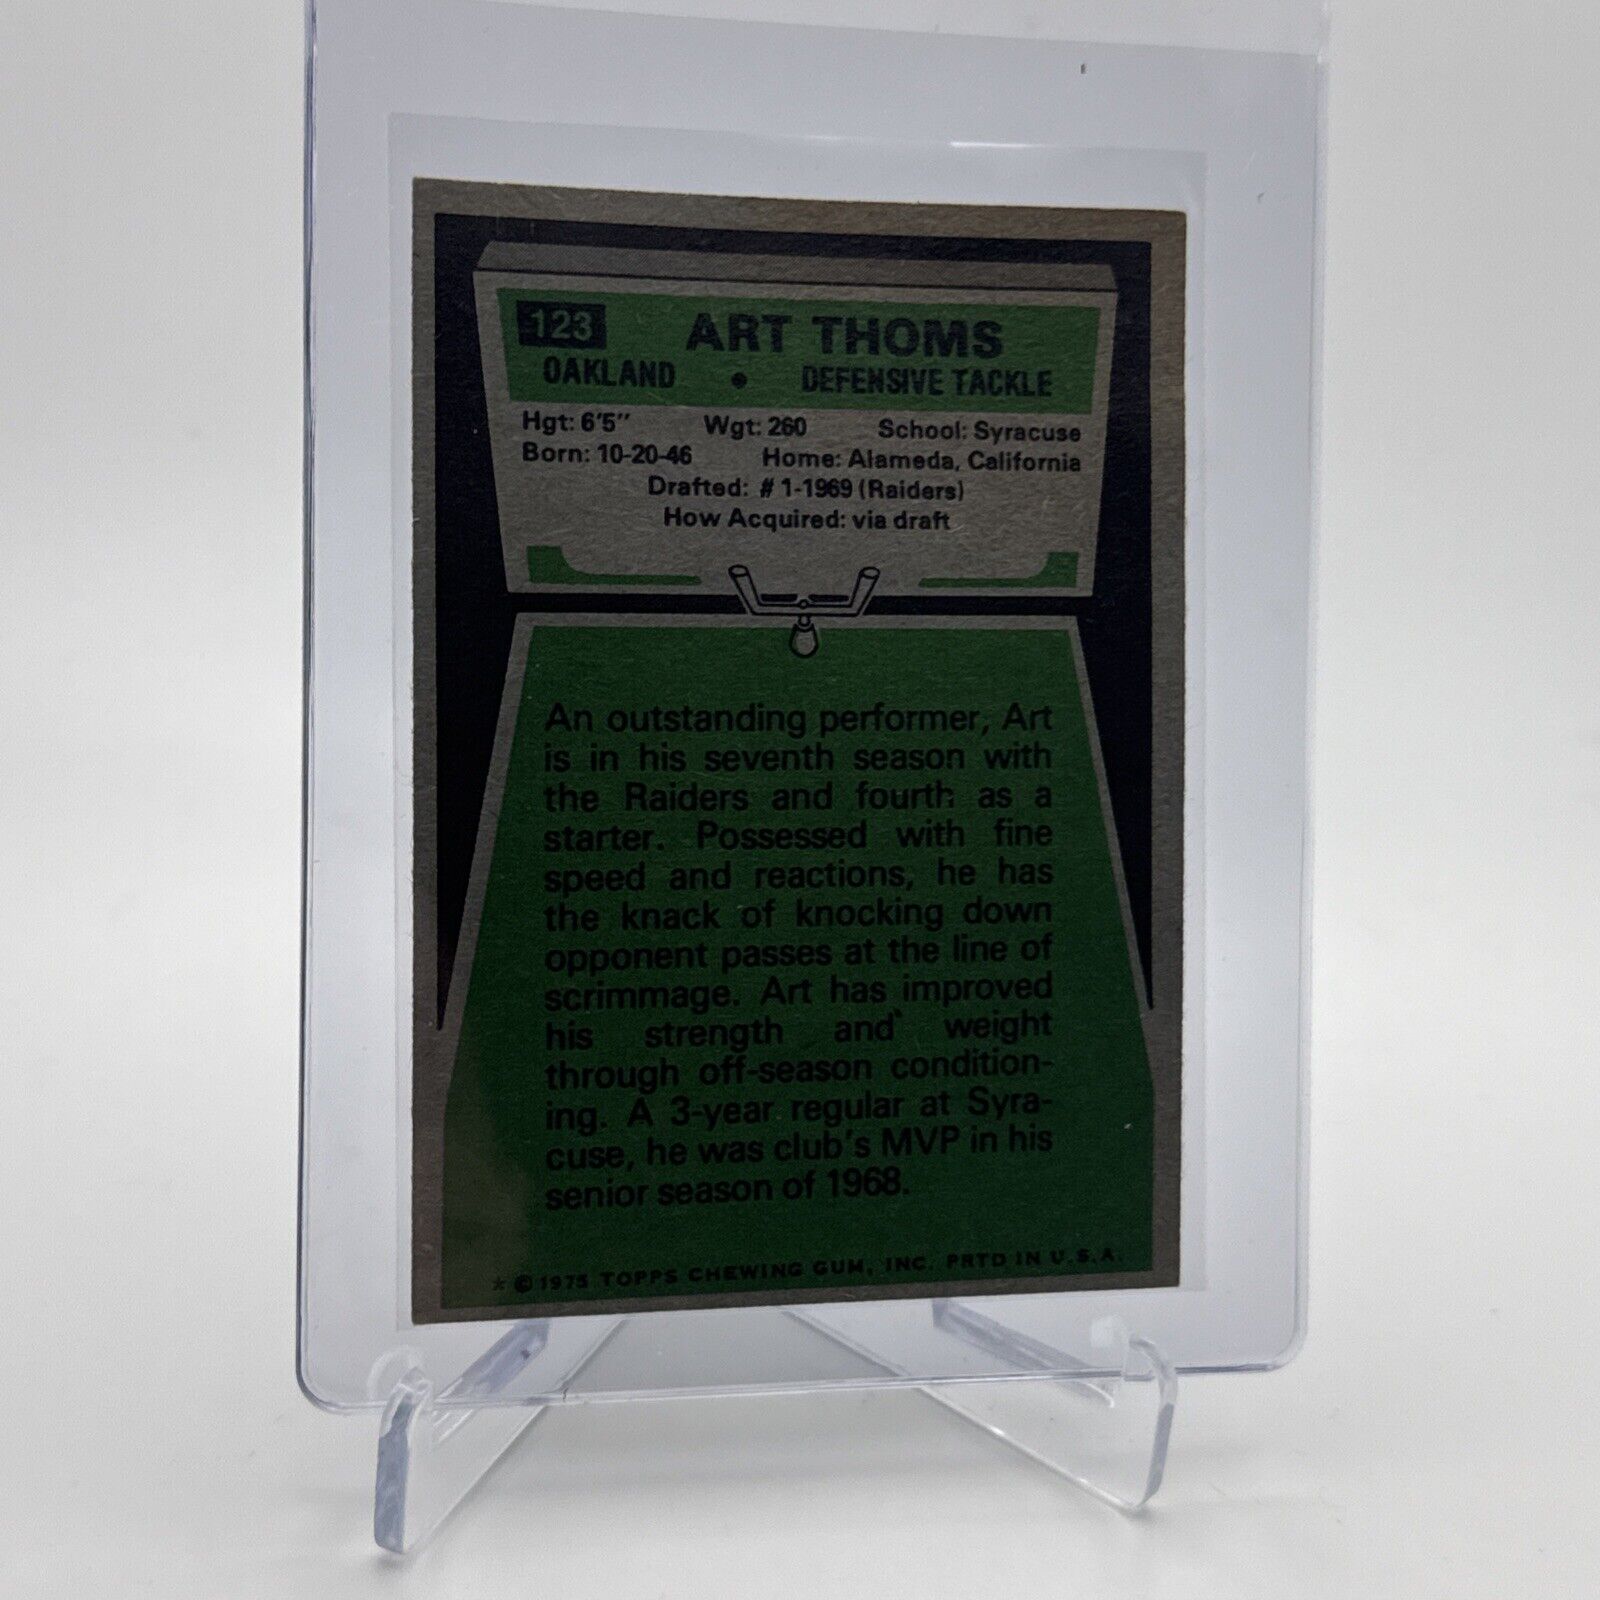 123 ART THOMS
OAKLAND • DEFENSIVE TACKLE
Hgt: 6'5" Wgt: 260 School: Syracuse
Born: 10-20-46 Home: Alameda, California
Drafted: # 1-1969 (Raiders)
How Acquired: via draft
An outstanding performer, Art
is in his seventh season with
the Raiders and fourth as a
starter. Possessed with fine
speed and reactions, he has
the knack of knocking down
opponent passes at the line of
scrimmage. Art has improved
his strength and weight
through off-season condition-
ing. A 3-year regular at Syra-
cuse, he was club's MVP in his
senior season of 1968.
* © 1975 TOPPS CHEWING GUM, INC. PRTD IN U.S.A.